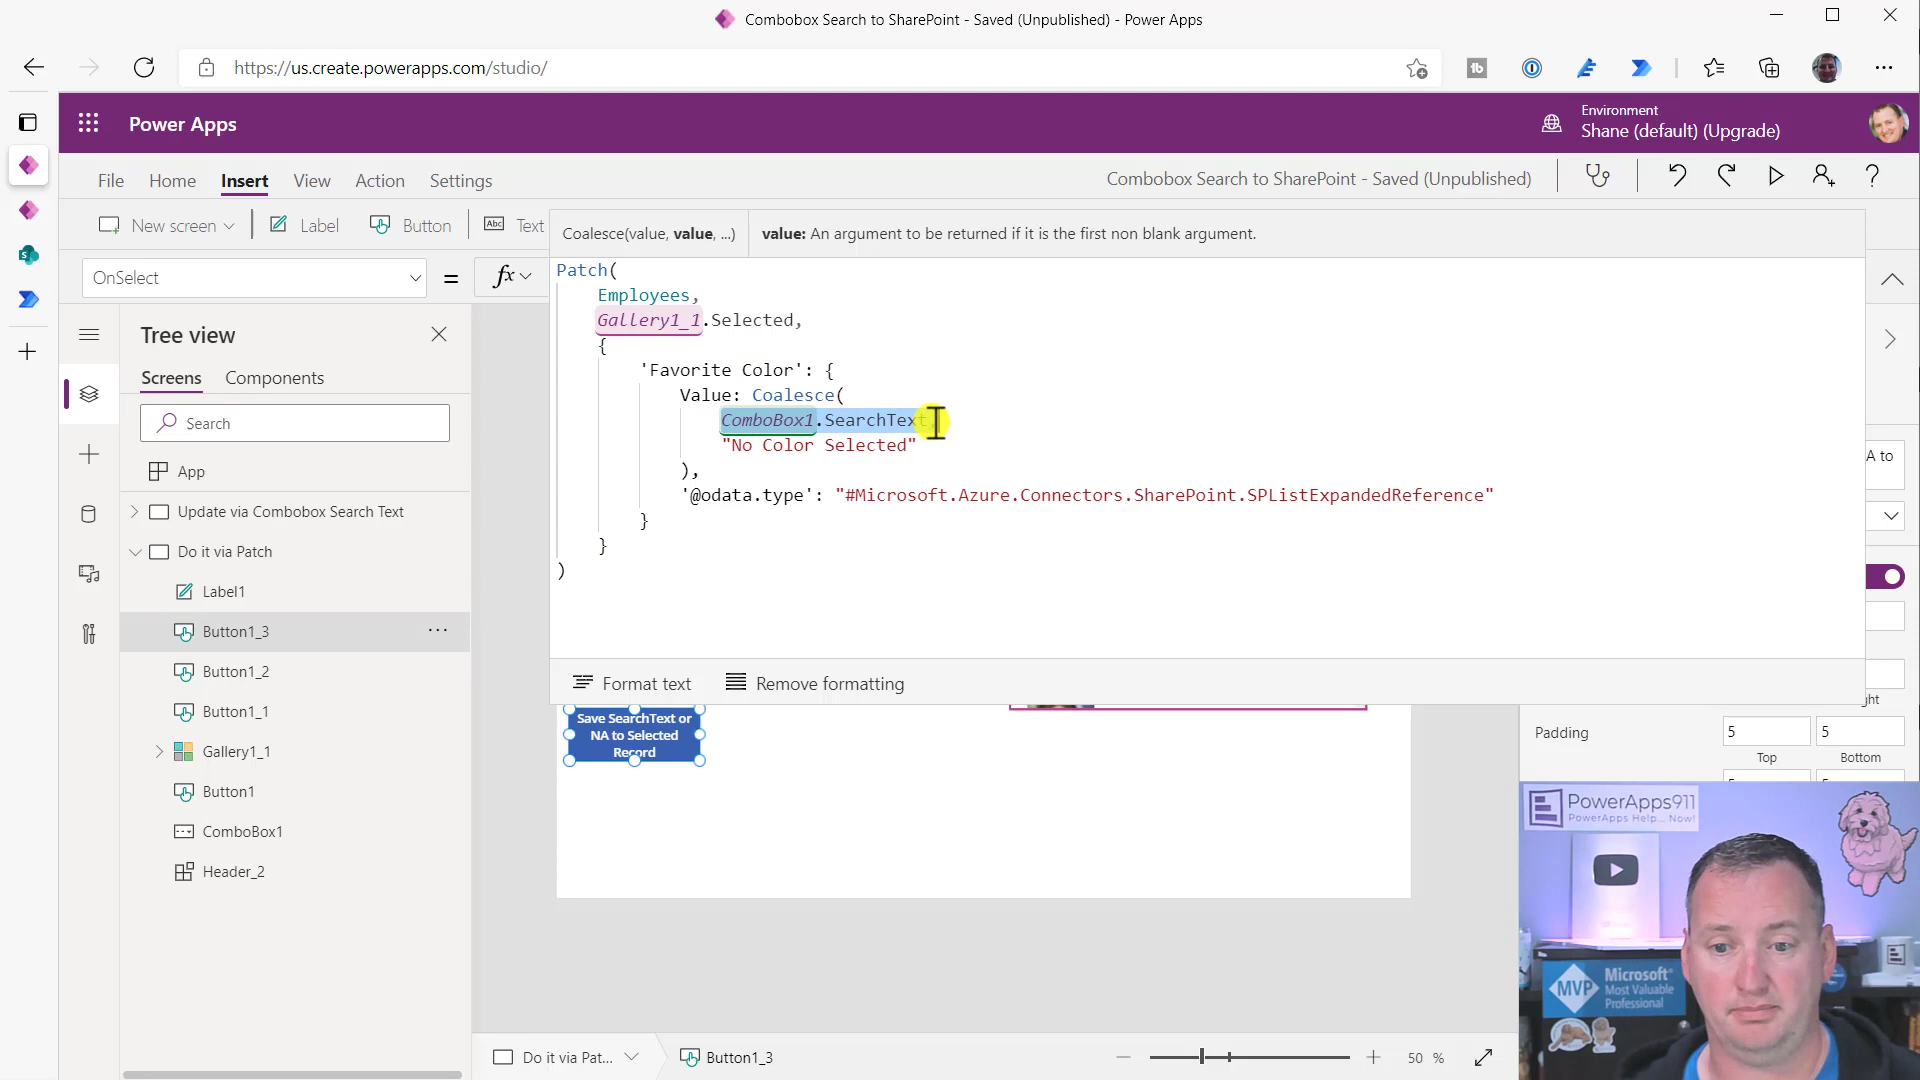 Combobox Search to SharePoint - Saved (Unpublished) - Power Apps
https://us.create.powerapps.com/studio/
Power Apps
Environment
Shane (default) (Upgrade)
File Home Insert View Action Settings
Combobox Search to SharePoint - Saved (Unpublished)
New screen Label Button Abc Text
Coalesce(value, value, ...) value: An argument to be returned if it is the first non blank argument.
OnSelect = fx
Patch(
Employees,
Gallery1_1.Selected,
{
'Favorite Color': {
Value: Coalesce(
ComboBox1.SearchText,
"No Color Selected"
),
'@odata.type': "#Microsoft.Azure.Connectors.SharePoint.SPListExpandedReference"
}
}
)
Format text Remove formatting
Tree view
Screens Components
Search
App
Update via Combobox Search Text
Do it via Patch
Label1
Button1_3
Button1_2
Button1_1
Gallery1_1
Button1
ComboBox1
Header_2
Save SearchText or
NA to Selected
Record
A to
ght
Padding 5 5
Top Bottom
PowerApps911
PowerApps Help... Now!
MVP
Microsoft
Most Valuable
Professional
Do it via Pat... Button1_3
50 %